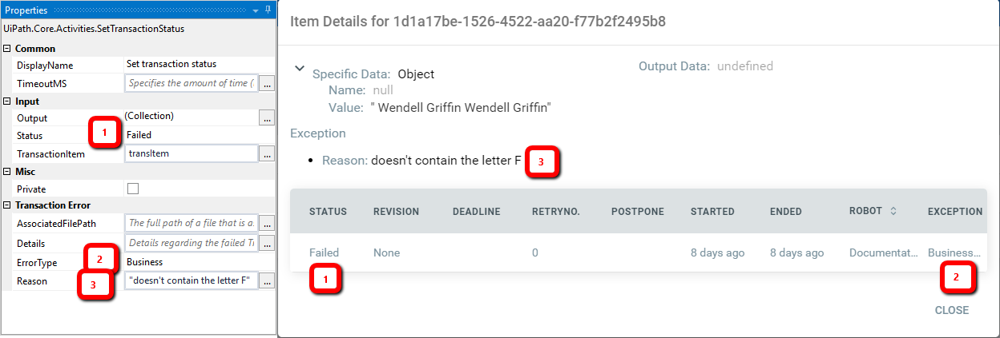 Properties
UiPath.Core.Activities.SetTransactionStatus
Common
DisplayName Set transaction status
TimeoutMS Specifies the amount of time (
Input
Output (Collection)
1
Status Failed
TransactionItem transItem
Misc
Private
Transaction Error
AssociatedFilePath The full path of a file that is a
Details Details regarding the failed T
2
ErrorType Business
3
Reason "doesn't contain the letter F"
Item Details for 1d1a17be-1526-4522-aa20-f77b2f2495b8
Specific Data: Object
Name: null
Value: " Wendell Griffin Wendell Griffin"
Output Data: undefined
Exception
Reason: doesn't contain the letter F 3
STATUS REVISION DEADLINE RETRYNO. POSTPONE STARTED ENDED ROBOT EXCEPTION
Failed None 0 8 days ago 8 days ago Documentat... Business...
1 2
CLOSE